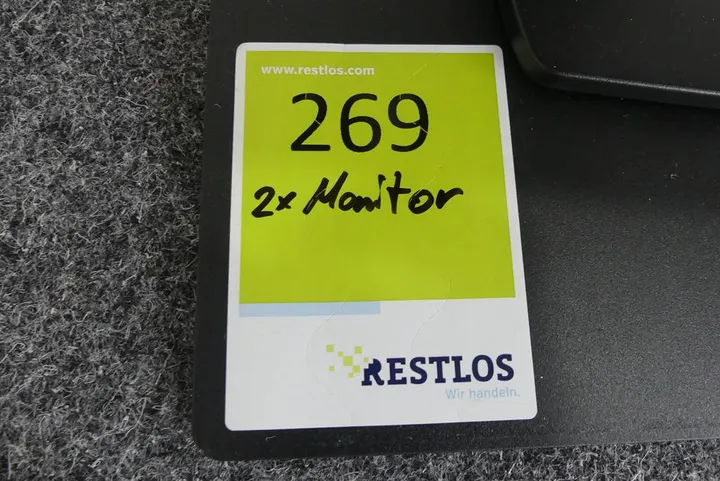 www.restlos.com
269
2x Monitor
RESTLOS
Wir handeln.